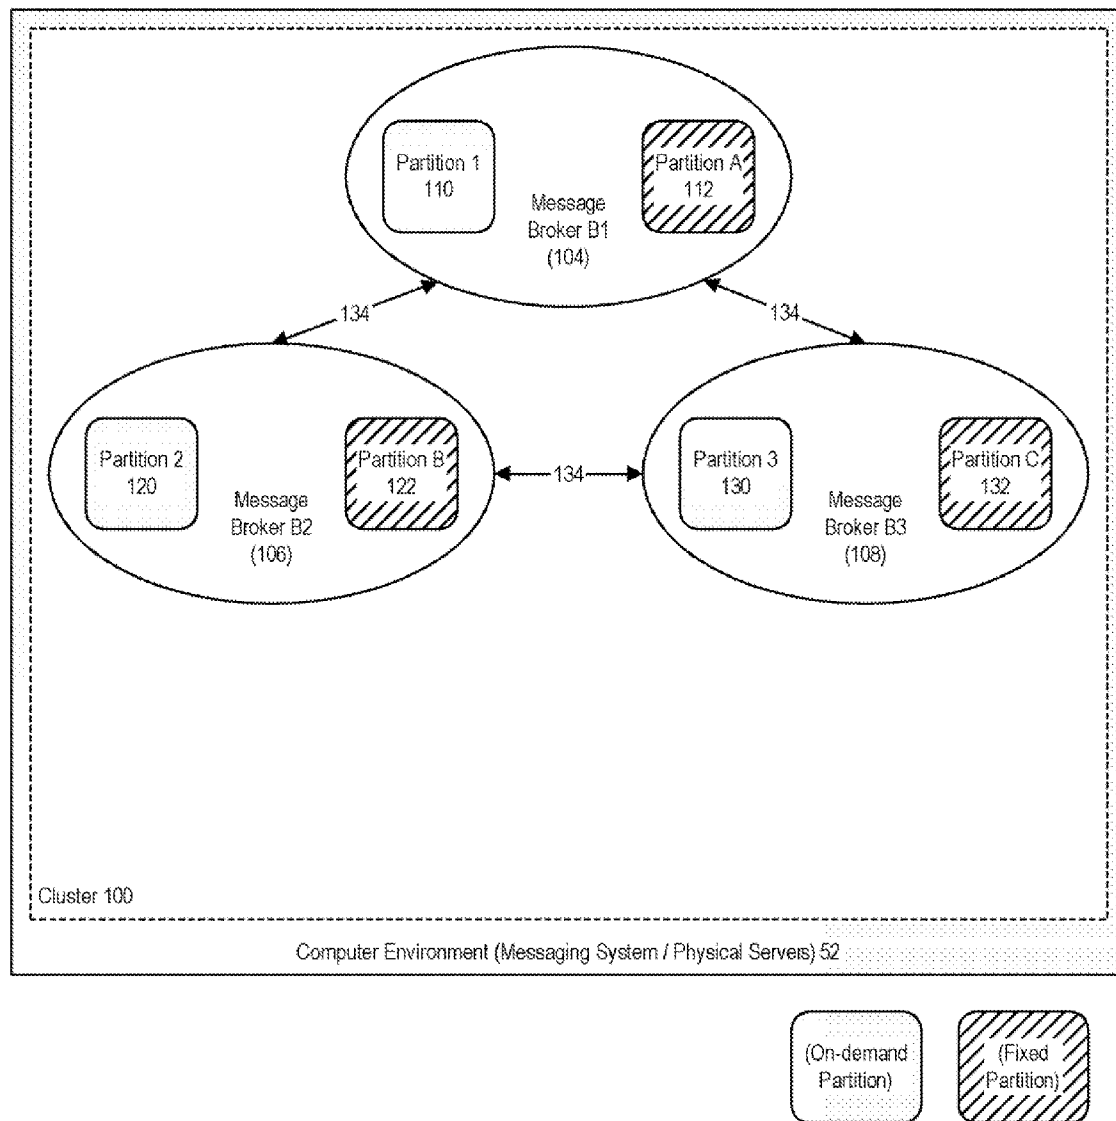 Partition 1
110
Partition A
112
Message
Broker B1
(104)
134
134
Partition 2
120
Partition B
122
Message
Broker B2
(106)
134
Partition 3
130
Partition C
132
Message
Broker B3
(108)
Cluster 100
Computer Environment (Messaging System / Physical Servers) 52
(On-demand
Partition)
(Fixed
Partition)